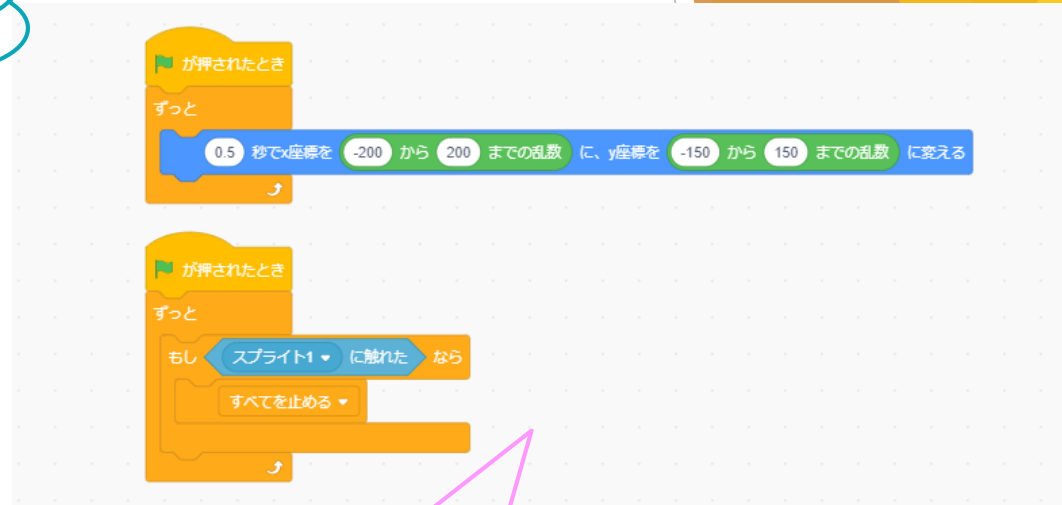 が押されたとき
ずっと
0.5 秒でx座標を -200 から 200 までの乱数 に、y座標を -150 から 150 までの乱数 に変える
が押されたとき
ずっと
もし スプライト1 に触れた なら
すべてを止める